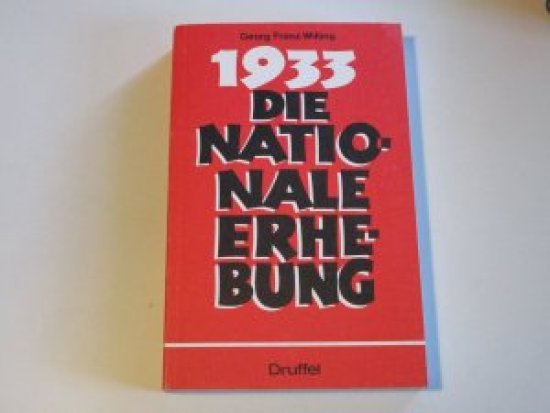 Georg Franz-Willing
1933
DIE
NATIO-
NALE
ERHE-
BUNG
Druffel